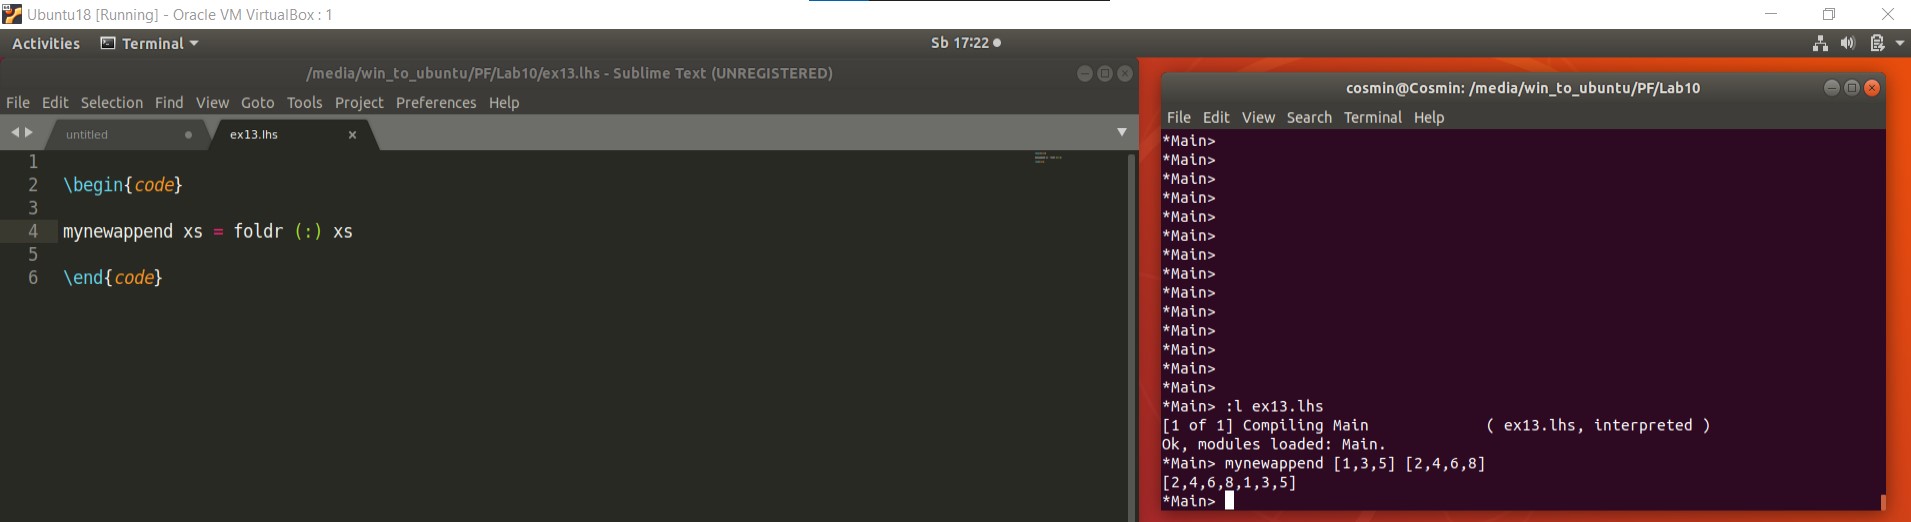 Ubuntu18 [Running] - Oracle VM VirtualBox : 1
Activities Terminal Sb 17:22
/media/win_to_ubuntu/PF/Lab10/ex13.lhs - Sublime Text (UNREGISTERED)
File Edit Selection Find View Goto Tools Project Preferences Help
untitled ex13.lhs
1
2 \begin{code}
3
4 mynewappend xs = foldr (:) xs
5
6 \end{code}
cosmin@Cosmin: /media/win_to_ubuntu/PF/Lab10
File Edit View Search Terminal Help
*Main>
*Main>
*Main>
*Main>
*Main>
*Main>
*Main>
*Main>
*Main>
*Main>
*Main>
*Main>
*Main>
*Main>
*Main> :l ex13.lhs
[1 of 1] Compiling Main ( ex13.lhs, interpreted )
Ok, modules loaded: Main.
*Main> mynewappend [1,3,5] [2,4,6,8]
[2,4,6,8,1,3,5]
*Main>